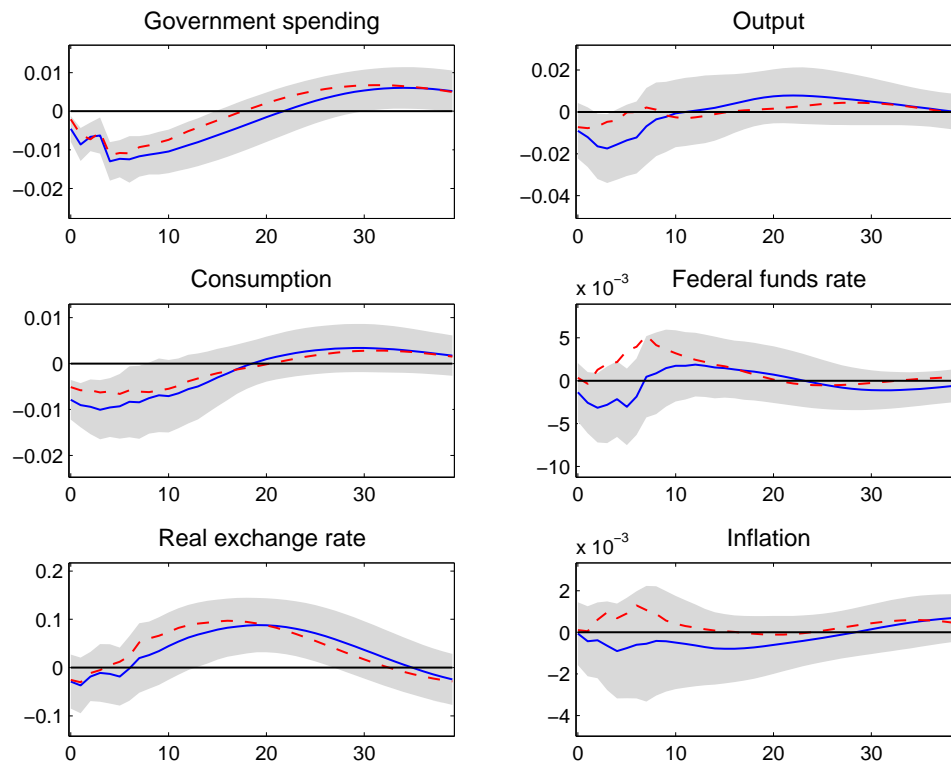 Government spending
0.01
0
−0.01
−0.02
0 10 20 30
Output
0.02
0
−0.02
−0.04
0 10 20 30
Consumption
0.01
0
−0.01
−0.02
0 10 20 30
Federal funds rate
x 10⁻³
5
0
−5
−10
0 10 20 30
Real exchange rate
0.2
0.1
0
−0.1
0 10 20 30
Inflation
x 10⁻³
2
0
−2
−4
0 10 20 30